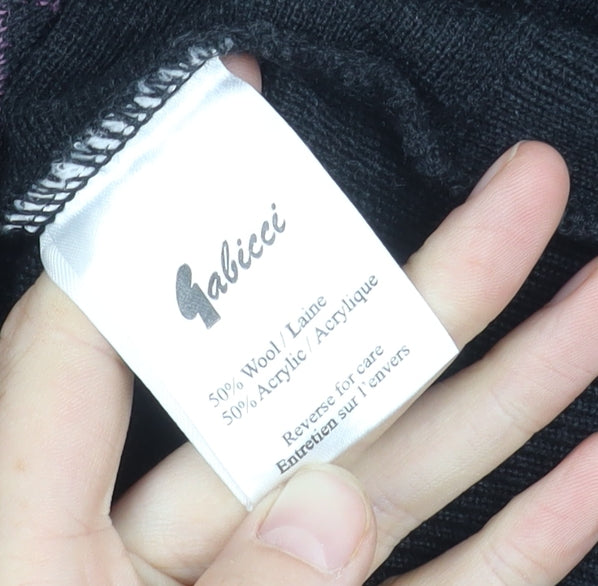 Gabicci
50% Wool / Laine
50% Acrylic / Acrylique
Reverse for care
Entretien sur l'envers